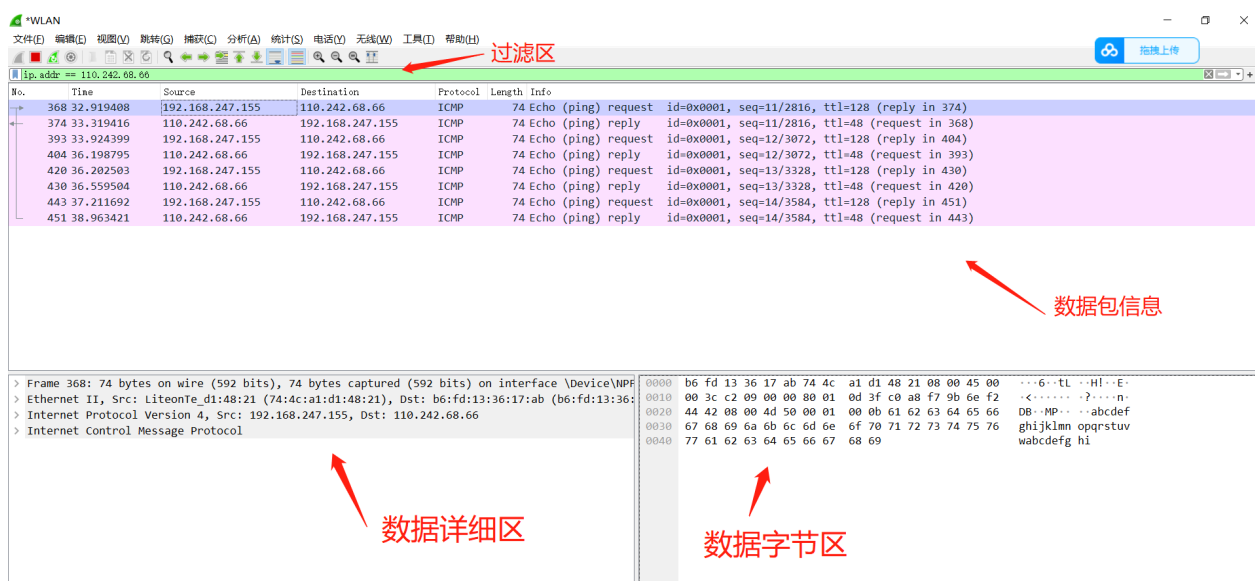 *WLAN
文件(F) 编辑(E) 视图(V) 跳转(G) 捕获(C) 分析(A) 统计(S) 电话(Y) 无线(W) 工具(T) 帮助(H)
拖拽上传
过滤区
ip.addr == 110.242.68.66
No. Time Source Destination Protocol Length Info
368 32.919408 192.168.247.155 110.242.68.66 ICMP 74 Echo (ping) request id=0x0001, seq=11/2816, ttl=128 (reply in 374)
374 33.319416 110.242.68.66 192.168.247.155 ICMP 74 Echo (ping) reply id=0x0001, seq=11/2816, ttl=48 (request in 368)
393 33.924399 192.168.247.155 110.242.68.66 ICMP 74 Echo (ping) request id=0x0001, seq=12/3072, ttl=128 (reply in 404)
404 36.198795 110.242.68.66 192.168.247.155 ICMP 74 Echo (ping) reply id=0x0001, seq=12/3072, ttl=48 (request in 393)
420 36.202503 192.168.247.155 110.242.68.66 ICMP 74 Echo (ping) request id=0x0001, seq=13/3328, ttl=128 (reply in 430)
430 36.559504 110.242.68.66 192.168.247.155 ICMP 74 Echo (ping) reply id=0x0001, seq=13/3328, ttl=48 (request in 420)
443 37.211692 192.168.247.155 110.242.68.66 ICMP 74 Echo (ping) request id=0x0001, seq=14/3584, ttl=128 (reply in 451)
451 38.963421 110.242.68.66 192.168.247.155 ICMP 74 Echo (ping) reply id=0x0001, seq=14/3584, ttl=48 (request in 443)
数据包信息
Frame 368: 74 bytes on wire (592 bits), 74 bytes captured (592 bits) on interface \Device\NPF
Ethernet II, Src: LiteonTe_d1:48:21 (74:4c:a1:d1:48:21), Dst: b6:fd:13:36:17:ab (b6:fd:13:36:
Internet Protocol Version 4, Src: 192.168.247.155, Dst: 110.242.68.66
Internet Control Message Protocol
数据详细区
0000 b6 fd 13 36 17 ab 74 4c a1 d1 48 21 08 00 45 00 ···6··tL ··H!··E·
0010 00 3c c2 09 00 00 80 01 0d 3f c0 a8 f7 9b 6e f2 ·<······ ·?····n·
0020 44 42 08 00 4d 50 00 01 00 0b 61 62 63 64 65 66 DB··MP·· ··abcdef
0030 67 68 69 6a 6b 6c 6d 6e 6f 70 71 72 73 74 75 76 ghijklmn opqrstuv
0040 77 61 62 63 64 65 66 67 68 69 wabcdefg hi
数据字节区